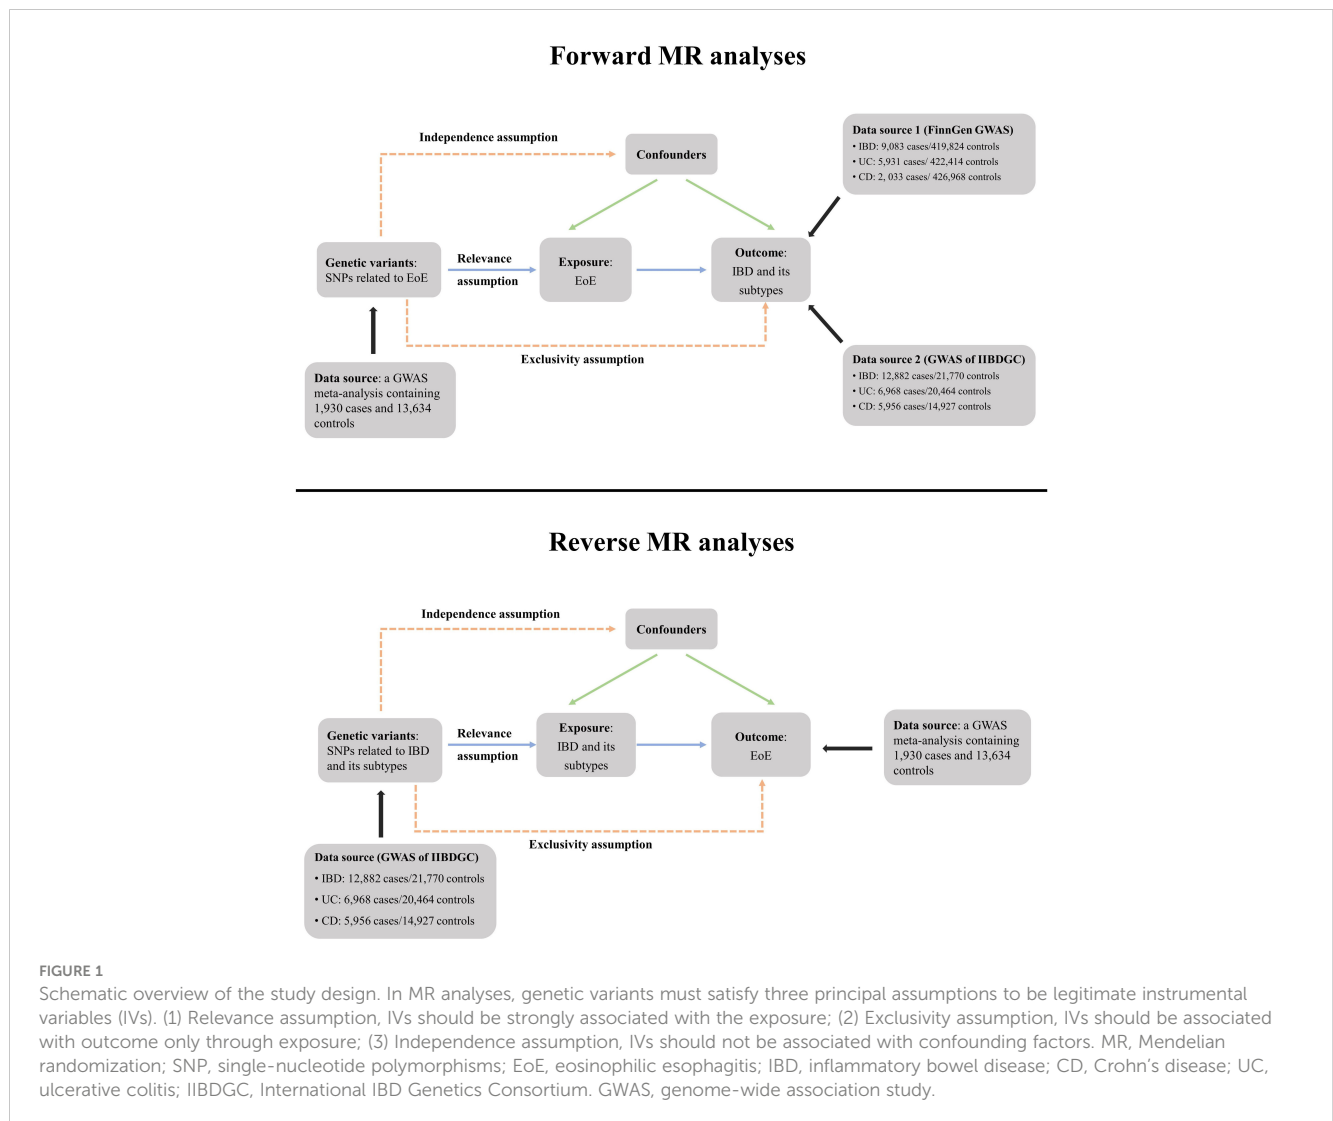 Forward MR analyses
Independence assumption
Confounders
Data source 1 (FinnGen GWAS)
• IBD: 9,083 cases/419,824 controls
• UC: 5,931 cases/ 422,414 controls
• CD: 2, 033 cases/ 426,968 controls
Genetic variants:
SNPs related to EoE
Relevance
assumption
Exposure:
EoE
Outcome:
IBD and its
subtypes
Exclusivity assumption
Data source: a GWAS
meta-analysis containing
1,930 cases and 13,634
controls
Data source 2 (GWAS of IIBDGC)
• IBD: 12,882 cases/21,770 controls
• UC: 6,968 cases/20,464 controls
• CD: 5,956 cases/14,927 controls
Reverse MR analyses
Independence assumption
Confounders
Genetic variants:
SNPs related to IBD
and its subtypes
Relevance
assumption
Exposure:
IBD and its
subtypes
Outcome:
EoE
Data source: a GWAS
meta-analysis containing
1,930 cases and 13,634
controls
Exclusivity assumption
Data source (GWAS of IIBDGC)
• IBD: 12,882 cases/21,770 controls
• UC: 6,968 cases/20,464 controls
• CD: 5,956 cases/14,927 controls
FIGURE 1
Schematic overview of the study design. In MR analyses, genetic variants must satisfy three principal assumptions to be legitimate instrumental
variables (IVs). (1) Relevance assumption, IVs should be strongly associated with the exposure; (2) Exclusivity assumption, IVs should be associated
with outcome only through exposure; (3) Independence assumption, IVs should not be associated with confounding factors. MR, Mendelian
randomization; SNP, single-nucleotide polymorphisms; EoE, eosinophilic esophagitis; IBD, inflammatory bowel disease; CD, Crohn's disease; UC,
ulcerative colitis; IIBDGC, International IBD Genetics Consortium. GWAS, genome-wide association study.